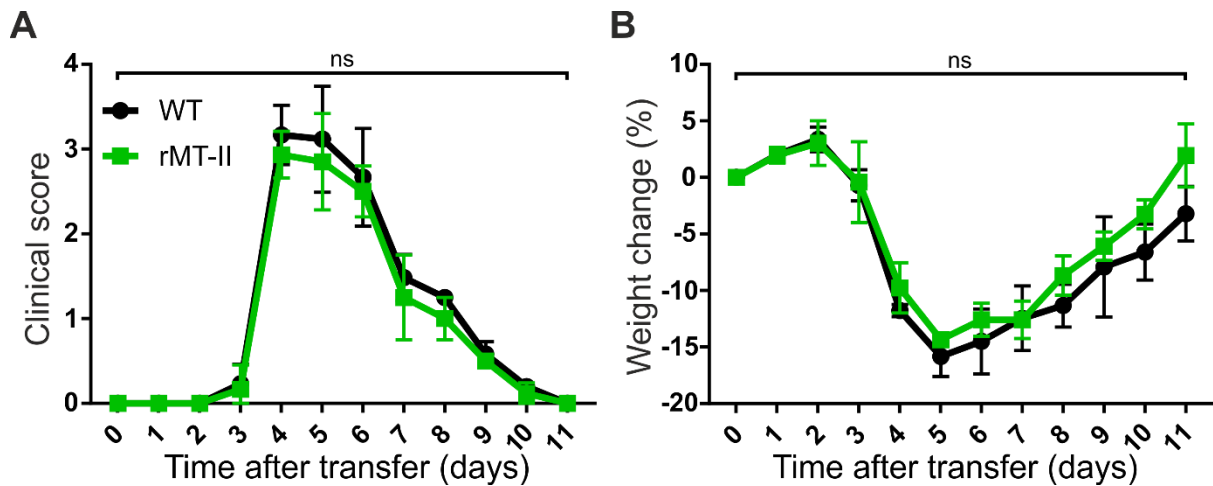 A
ns
4
3
2
1
0
Clinical score
WT
rMT-II
0 1 2 3 4 5 6 7 8 9 10 11
Time after transfer (days)
B
ns
10
5
0
-5
-10
-15
-20
Weight change (%)
0 1 2 3 4 5 6 7 8 9 10 11
Time after transfer (days)